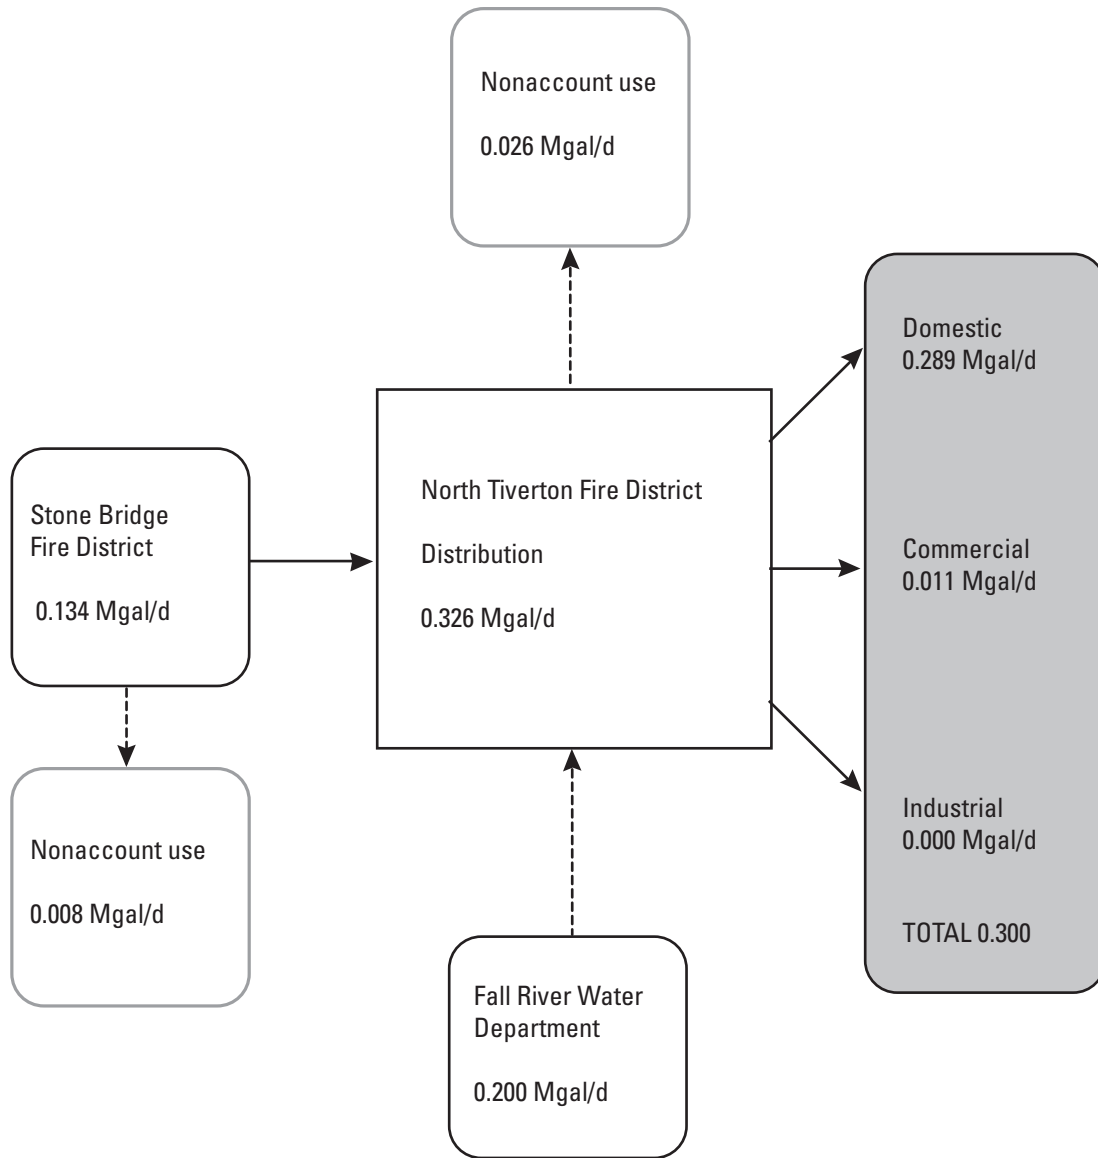 Nonaccount use
0.026 Mgal/d
Domestic
0.289 Mgal/d
Stone Bridge
Fire District
0.134 Mgal/d
North Tiverton Fire District
Distribution
0.326 Mgal/d
Commercial
0.011 Mgal/d
Nonaccount use
0.008 Mgal/d
Industrial
0.000 Mgal/d
TOTAL 0.300
Fall River Water
Department
0.200 Mgal/d